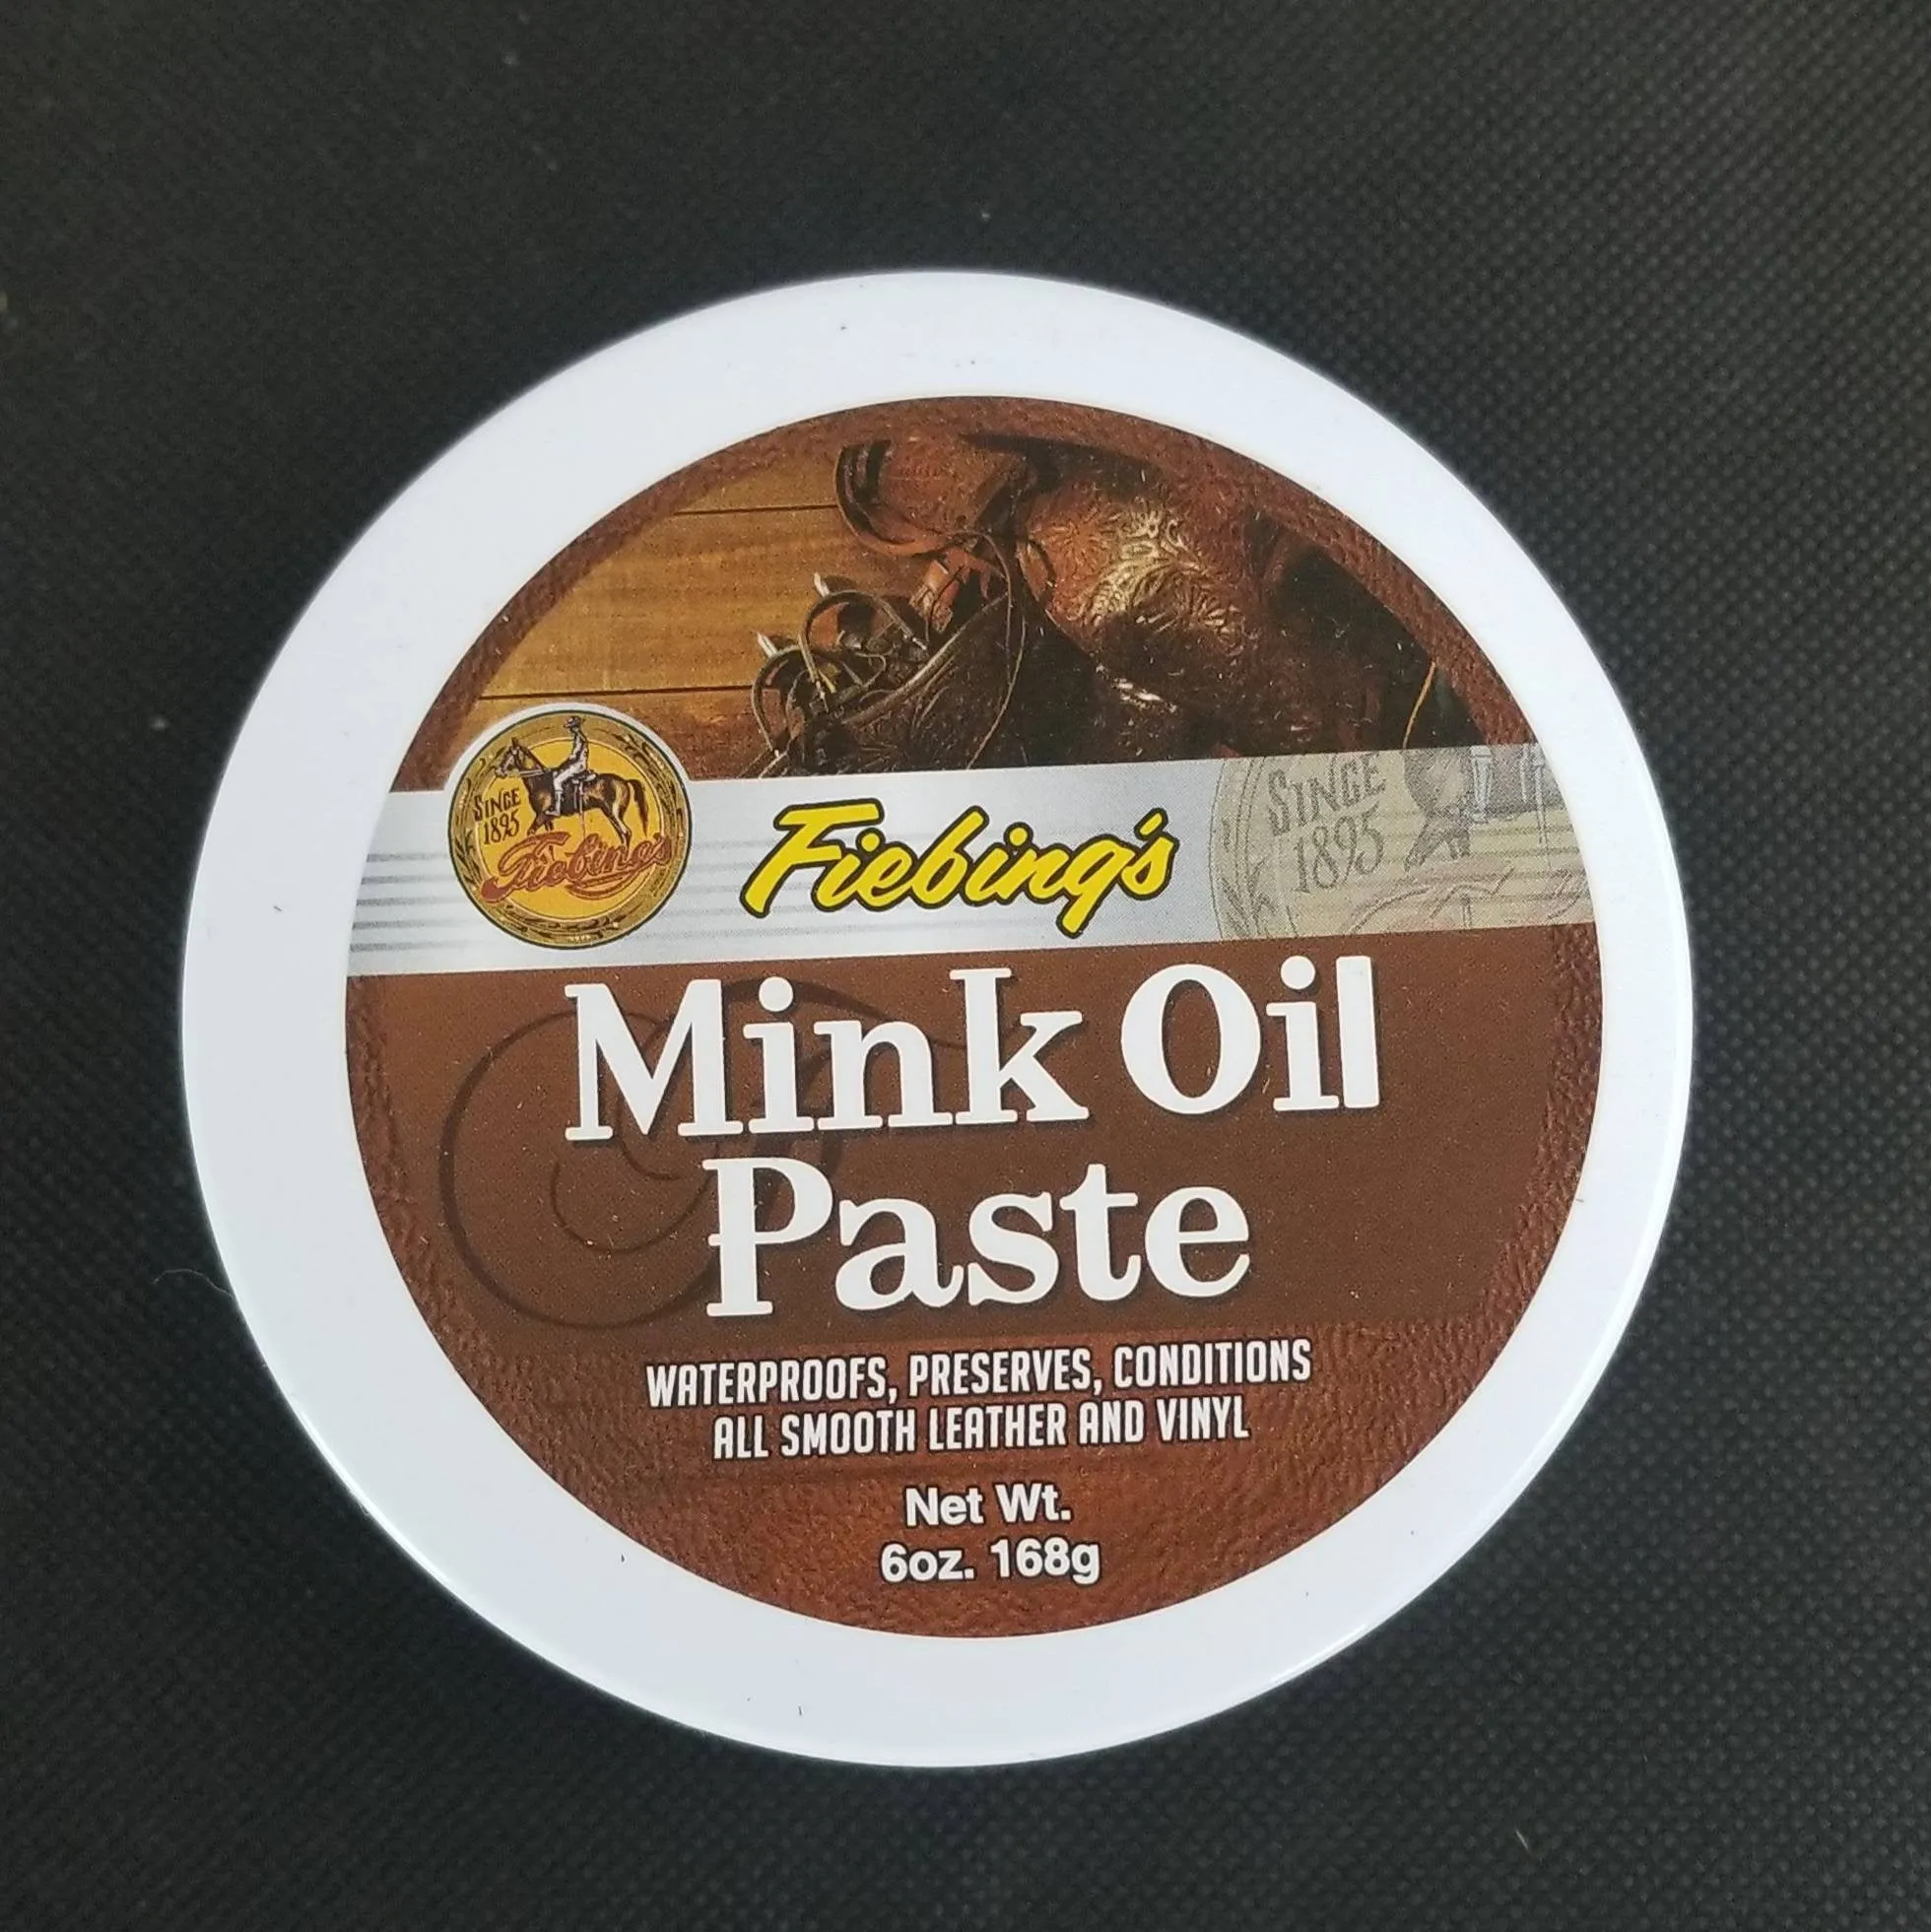 SINCE
1895
Fiebing's
Fiebing's
SINCE
1895
Mink Oil
Paste
WATERPROOFS, PRESERVES, CONDITIONS
ALL SMOOTH LEATHER AND VINYL
Net Wt.
6oz. 168g